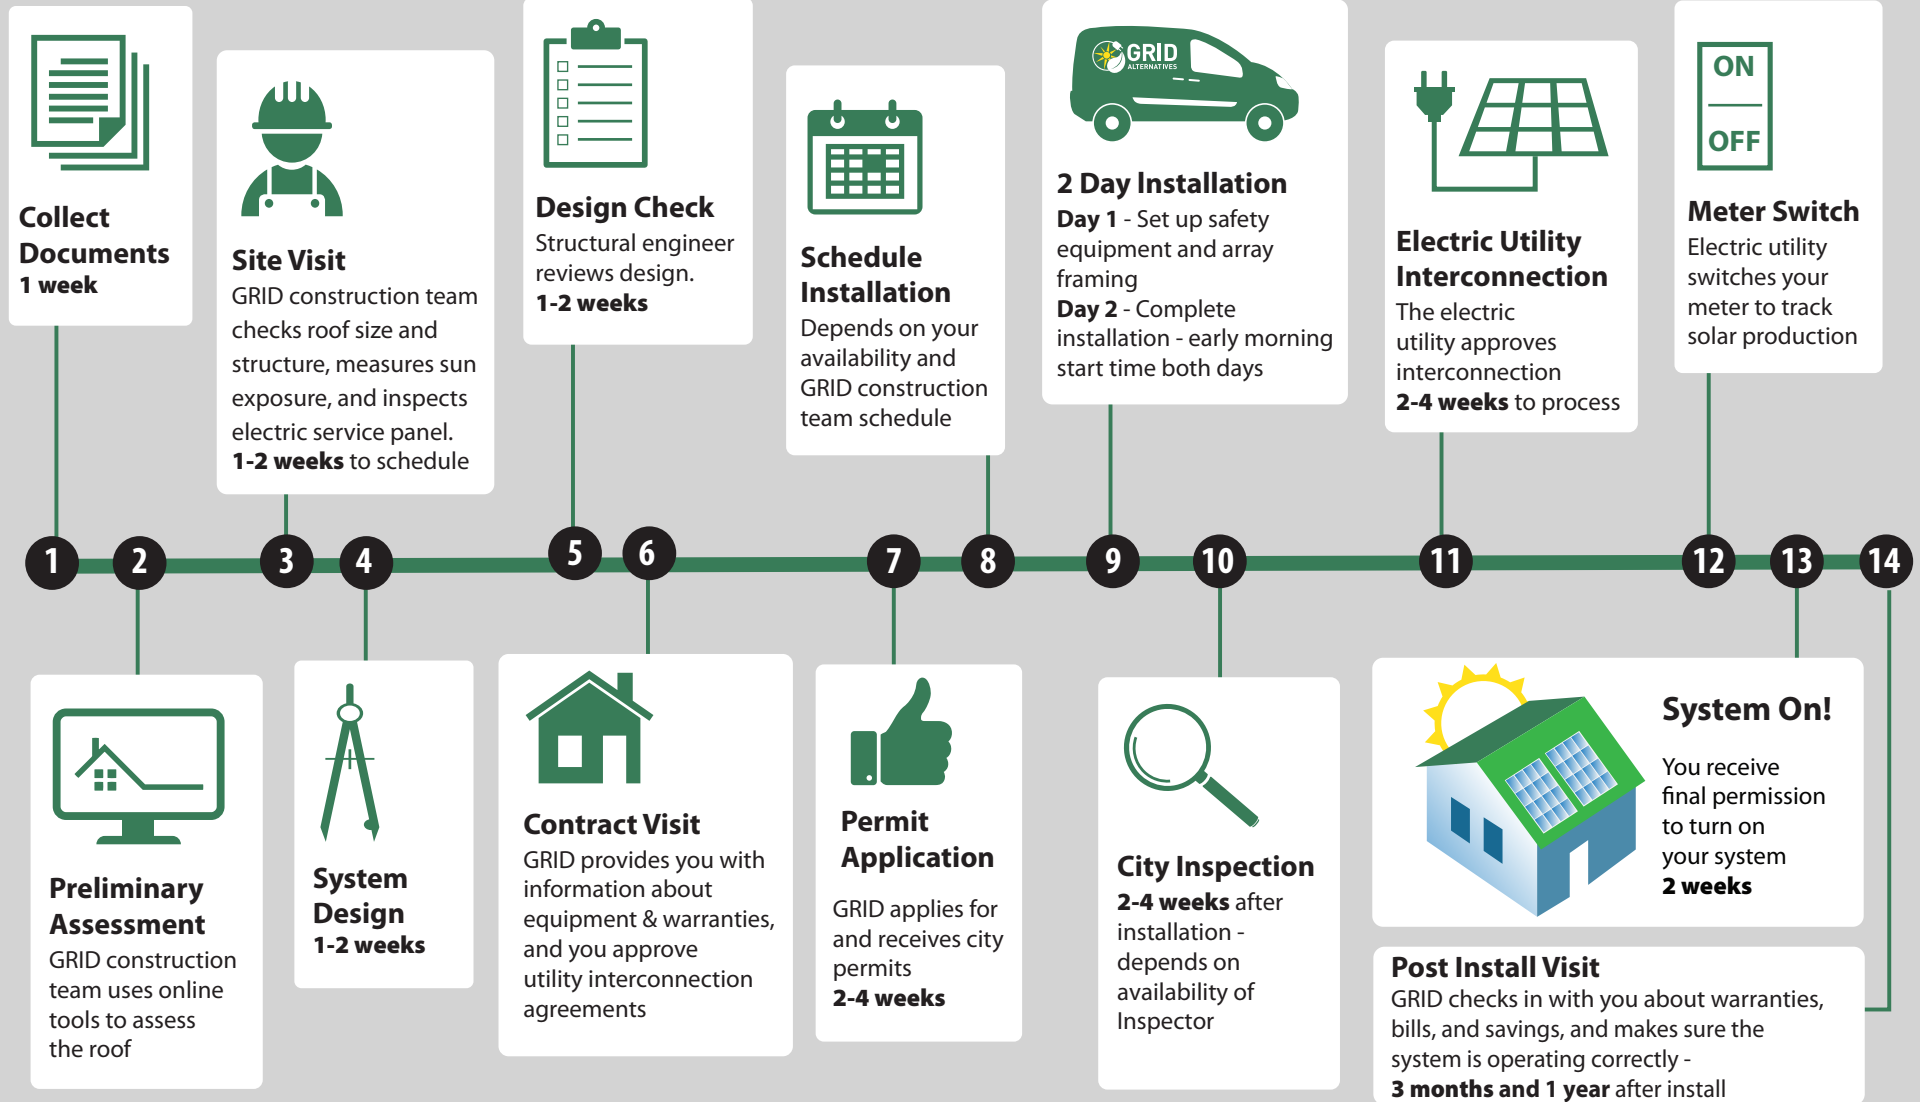 Collect
Documents
1 week
Site Visit
GRID construction team
checks roof size and
structure, measures sun
exposure, and inspects
electric service panel.
1-2 weeks to schedule
Design Check
Structural engineer
reviews design.
1-2 weeks
Schedule
Installation
Depends on your
availability and
GRID construction
team schedule
GRID
ALTERNATIVES
2 Day Installation
Day 1 - Set up safety
equipment and array
framing
Day 2 - Complete
installation - early morning
start time both days
Electric Utility
Interconnection
The electric
utility approves
interconnection
2-4 weeks to process
ON
OFF
Meter Switch
Electric utility
switches your
meter to track
solar production
1 2 3 4 5 6 7 8 9 10 11 12 13 14
Preliminary
Assessment
GRID construction
team uses online
tools to assess
the roof
System
Design
1-2 weeks
Contract Visit
GRID provides you with
information about
equipment & warranties,
and you approve
utility interconnection
agreements
Permit
Application
GRID applies for
and receives city
permits
2-4 weeks
City Inspection
2-4 weeks after
installation -
depends on
availability of
Inspector
System On!
You receive
final permission
to turn on
your system
2 weeks
Post Install Visit
GRID checks in with you about warranties,
bills, and savings, and makes sure the
system is operating correctly -
3 months and 1 year after install